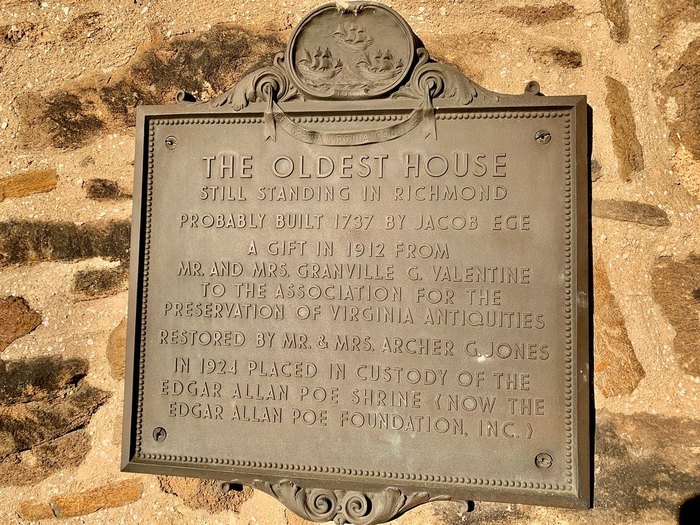 THE OLDEST HOUSE
STILL STANDING IN RICHMOND
PROBABLY BUILT 1737 BY JACOB EGE
A GIFT IN 1912 FROM
MR. AND MRS. GRANVILLE G. VALENTINE
TO THE ASSOCIATION FOR THE
PRESERVATION OF VIRGINIA ANTIQUITIES
RESTORED BY MR. & MRS. ARCHER G. JONES
IN 1924 PLACED IN CUSTODY OF THE
EDGAR ALLAN POE SHRINE (NOW THE
EDGAR ALLAN POE FOUNDATION, INC.)